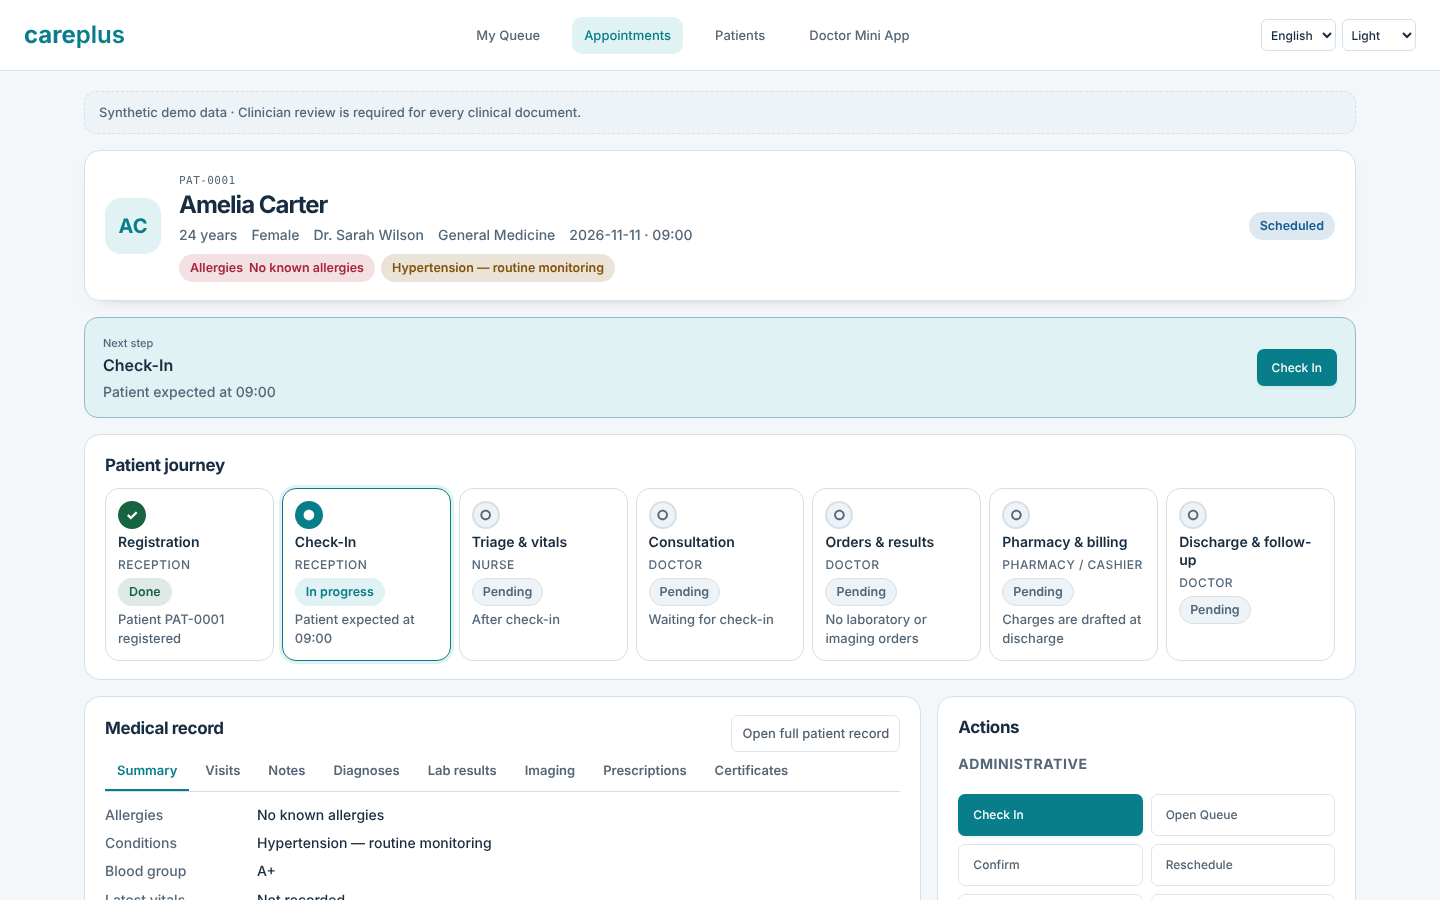 careplus
My Queue Appointments Patients Doctor Mini App
English Light
Synthetic demo data · Clinician review is required for every clinical document.
AC
PAT-0001
Amelia Carter
24 years Female Dr. Sarah Wilson General Medicine 2026-11-11 · 09:00
Allergies No known allergies Hypertension — routine monitoring
Scheduled
Next step
Check-In
Patient expected at 09:00
Check In
Patient journey
Registration
RECEPTION
Done
Patient PAT-0001
registered
Check-In
RECEPTION
In progress
Patient expected at
09:00
Triage & vitals
NURSE
Pending
After check-in
Consultation
DOCTOR
Pending
Waiting for check-in
Orders & results
DOCTOR
Pending
No laboratory or
imaging orders
Pharmacy & billing
PHARMACY / CASHIER
Pending
Charges are drafted at
discharge
Discharge & follow-
up
DOCTOR
Pending
Medical record
Open full patient record
Summary Visits Notes Diagnoses Lab results Imaging Prescriptions Certificates
Allergies No known allergies
Conditions Hypertension — routine monitoring
Blood group A+
Latest vitals Not recorded
Actions
ADMINISTRATIVE
Check In Open Queue
Confirm Reschedule